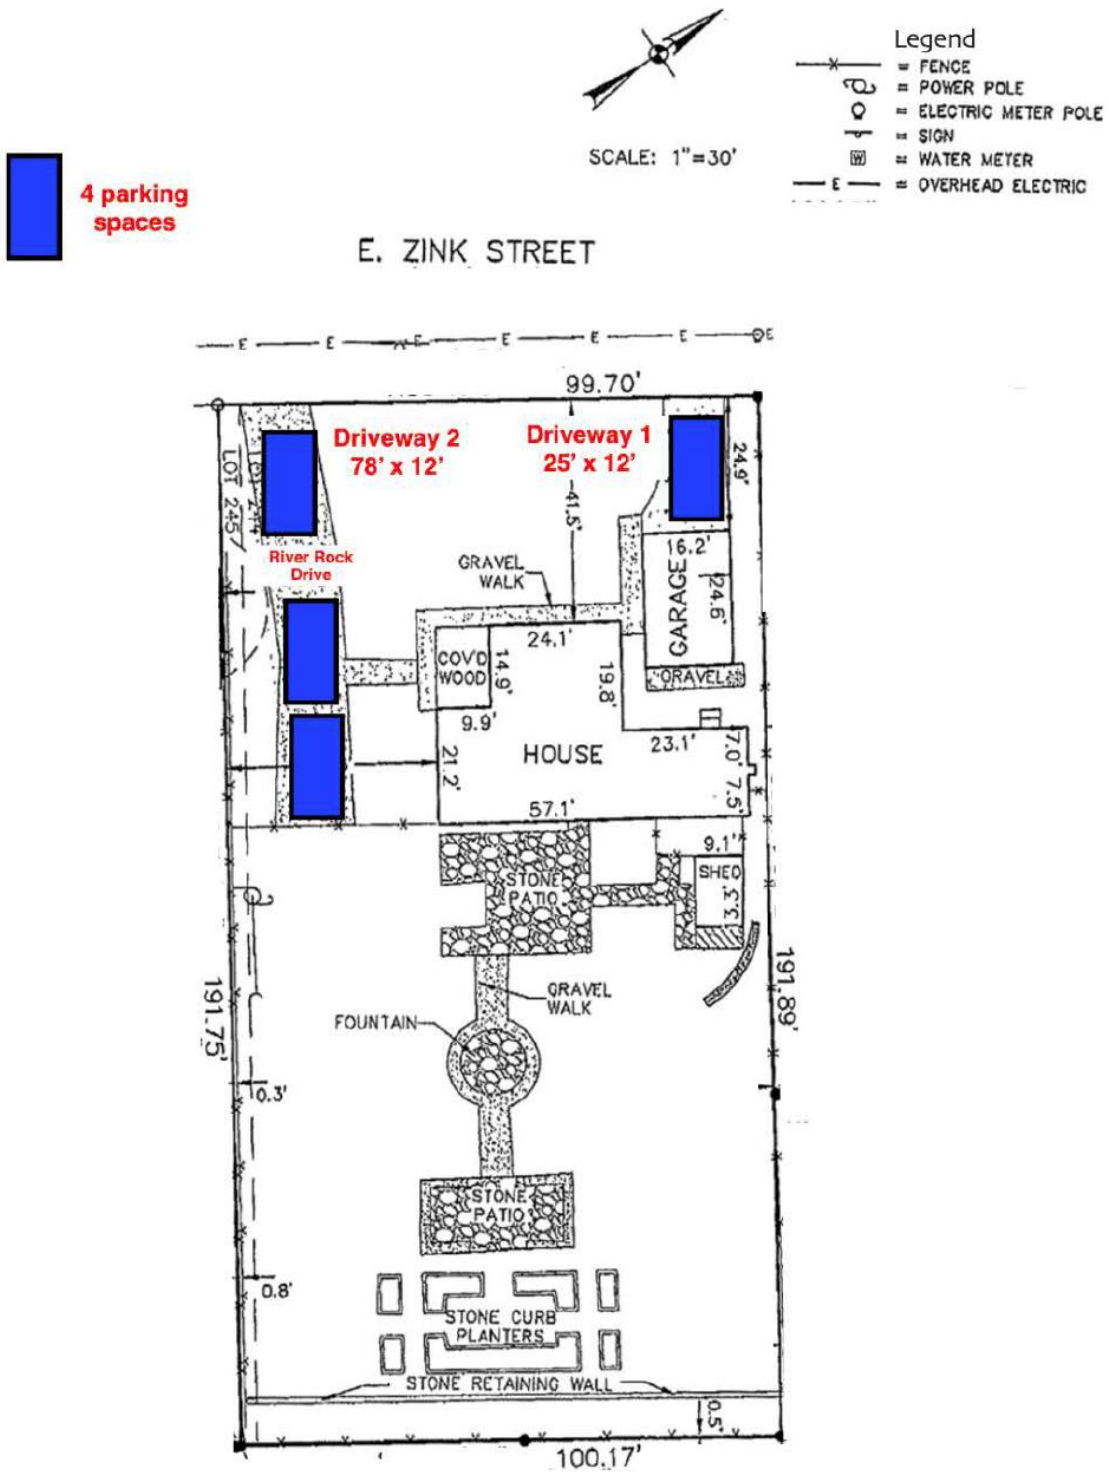 Legend
= FENCE
= POWER POLE
= ELECTRIC METER POLE
= SIGN
W = WATER METER
E = OVERHEAD ELECTRIC
SCALE: 1"=30'
4 parking
spaces
E. ZINK STREET
E E E E E E E
99.70'
Driveway 2
78' x 12'
Driveway 1
25' x 12'
24.9'
LOT 245
41.5'
River Rock
Drive
GRAVEL
WALK
16.2'
GARAGE
24.6'
24.1'
COV'D
WOOD
14.9'
19.8'
GRAVEL
9.9'
23.1'
HOUSE
21.2'
7.0'
7.5'
57.1'
9.1'
SHED
STONE
PATIO
191.75'
191.89'
GRAVEL
WALK
FOUNTAIN
0.3'
STONE
PATIO
0.8'
STONE CURB
PLANTERS
STONE RETAINING WALL
0.5'
100.17'